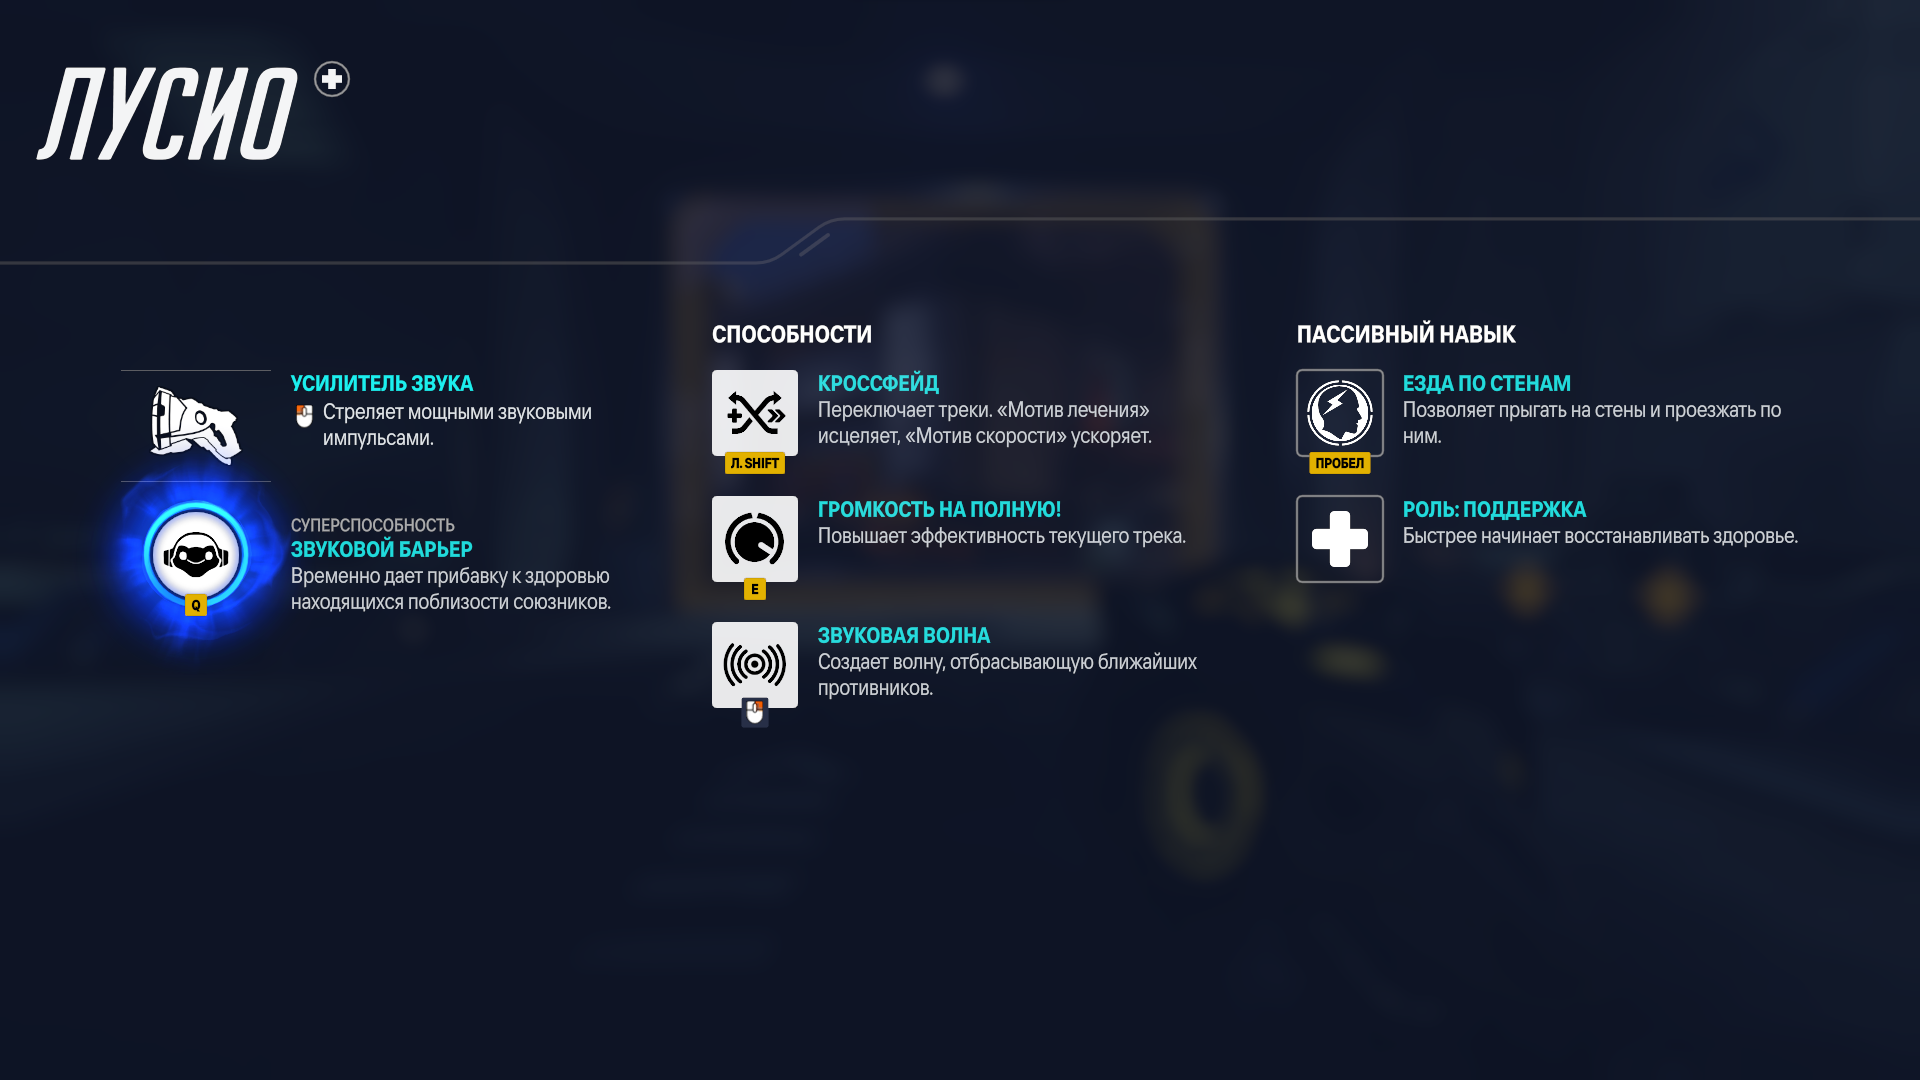 ЛУСИО
УСИЛИТЕЛЬ ЗВУКА
Стреляет мощными звуковыми
импульсами.
Q
СУПЕРСПОСОБНОСТЬ
ЗВУКОВОЙ БАРЬЕР
Временно дает прибавку к здоровью
находящихся поблизости союзников.
СПОСОБНОСТИ
Л. SHIFT
КРОССФЕЙД
Переключает треки. «Мотив лечения»
исцеляет, «Мотив скорости» ускоряет.
E
ГРОМКОСТЬ НА ПОЛНУЮ!
Повышает эффективность текущего трека.
ЗВУКОВАЯ ВОЛНА
Создает волну, отбрасывающую ближайших
противников.
ПАССИВНЫЙ НАВЫК
ПРОБЕЛ
ЕЗДА ПО СТЕНАМ
Позволяет прыгать на стены и проезжать по
ним.
РОЛЬ: ПОДДЕРЖКА
Быстрее начинает восстанавливать здоровье.